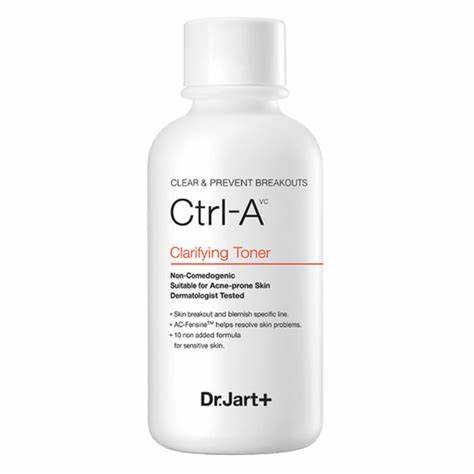 CLEAR & PREVENT BREAKOUTS
Ctrl-A VC
Clarifying Toner
Non-Comedogenic
Suitable for Acne-prone Skin
Dermatologist Tested
• Skin breakout and blemish specific line.
• AC-Fensine™ helps resolve skin problems.
• 10 non added formula
for sensitive skin.
Dr.Jart+